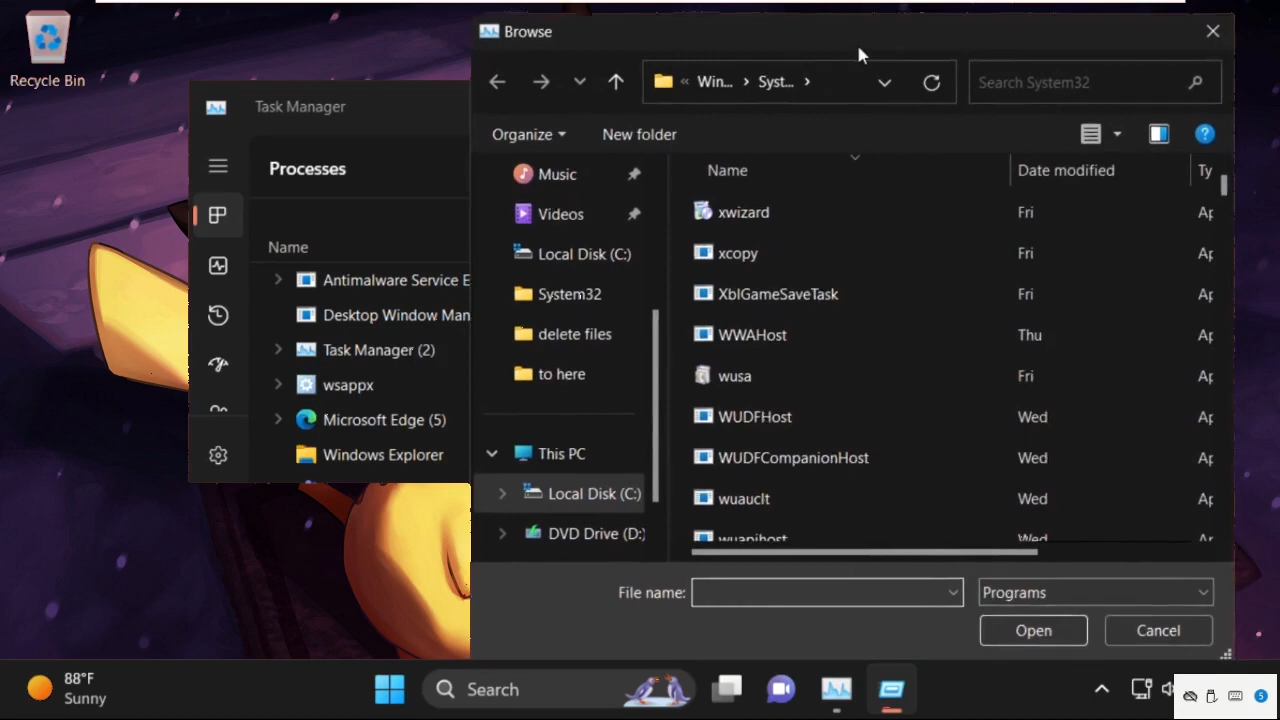 Recycle Bin
Task Manager
Processes
Name
Antimalware Service E
Desktop Window Man
Task Manager (2)
wsappx
Microsoft Edge (5)
Windows Explorer
Browse
« Win... › Syst... ›
Search System32
Organize
New folder
Music
Videos
Local Disk (C:)
System32
delete files
to here
This PC
Local Disk (C:)
DVD Drive (D:)
Name Date modified Ty
xwizard Fri Ap
xcopy Fri Ap
XblGameSaveTask Fri Ap
WWAHost Thu Ap
wusa Fri Ap
WUDFHost Wed Ap
WUDFCompanionHost Wed Ap
wuauclt Wed Ap
wuapihost Wed Ap
File name:
Programs
Open
Cancel
88°F
Sunny
Search
5